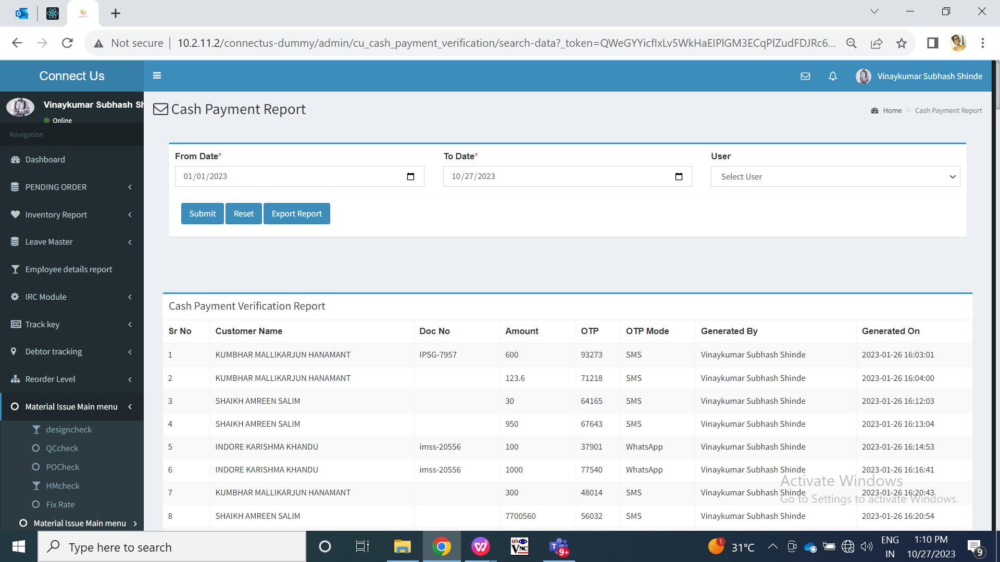 Not secure | 10.2.11.2/connectus-dummy/admin/cu_cash_payment_verification/search-data?_token=QWeGYYicfIxLv5WkHaEIPlGM3ECqPlZudFDJRc6...
Connect Us
Vinaykumar Subhash Shinde
Vinaykumar Subhash Sh
Online
Cash Payment Report
Home > Cash Payment Report
Navigation
Dashboard
PENDING ORDER
Inventory Report
Leave Master
Employee details report
IRC Module
Track key
Debtor tracking
Reorder Level
Material Issue Main menu
designcheck
QCcheck
POCheck
HMcheck
Fix Rate
Material Issue Main menu
From Date* To Date* User
01/01/2023 10/27/2023 Select User
Submit Reset Export Report
Cash Payment Verification Report
Sr No Customer Name Doc No Amount OTP OTP Mode Generated By Generated On
1 KUMBHAR MALLIKARJUN HANAMANT IPSG-7957 600 93273 SMS Vinaykumar Subhash Shinde 2023-01-26 16:03:01
2 KUMBHAR MALLIKARJUN HANAMANT 123.6 71218 SMS Vinaykumar Subhash Shinde 2023-01-26 16:04:00
3 SHAIKH AMREEN SALIM 30 64165 SMS Vinaykumar Subhash Shinde 2023-01-26 16:12:03
4 SHAIKH AMREEN SALIM 950 67643 SMS Vinaykumar Subhash Shinde 2023-01-26 16:13:04
5 INDORE KARISHMA KHANDU imss-20556 100 37901 WhatsApp Vinaykumar Subhash Shinde 2023-01-26 16:14:53
6 INDORE KARISHMA KHANDU imss-20556 1000 77540 WhatsApp Vinaykumar Subhash Shinde 2023-01-26 16:16:41
7 KUMBHAR MALLIKARJUN HANAMANT 300 48014 SMS Vinaykumar Subhash Shinde 2023-01-26 16:20:43
8 SHAIKH AMREEN SALIM 7700560 56032 SMS Vinaykumar Subhash Shinde 2023-01-26 16:20:54
Activate Windows
Go to Settings to activate Windows.
Type here to search
VNC
T 9+
1
31°C
ENG
IN
1:10 PM
10/27/2023
9